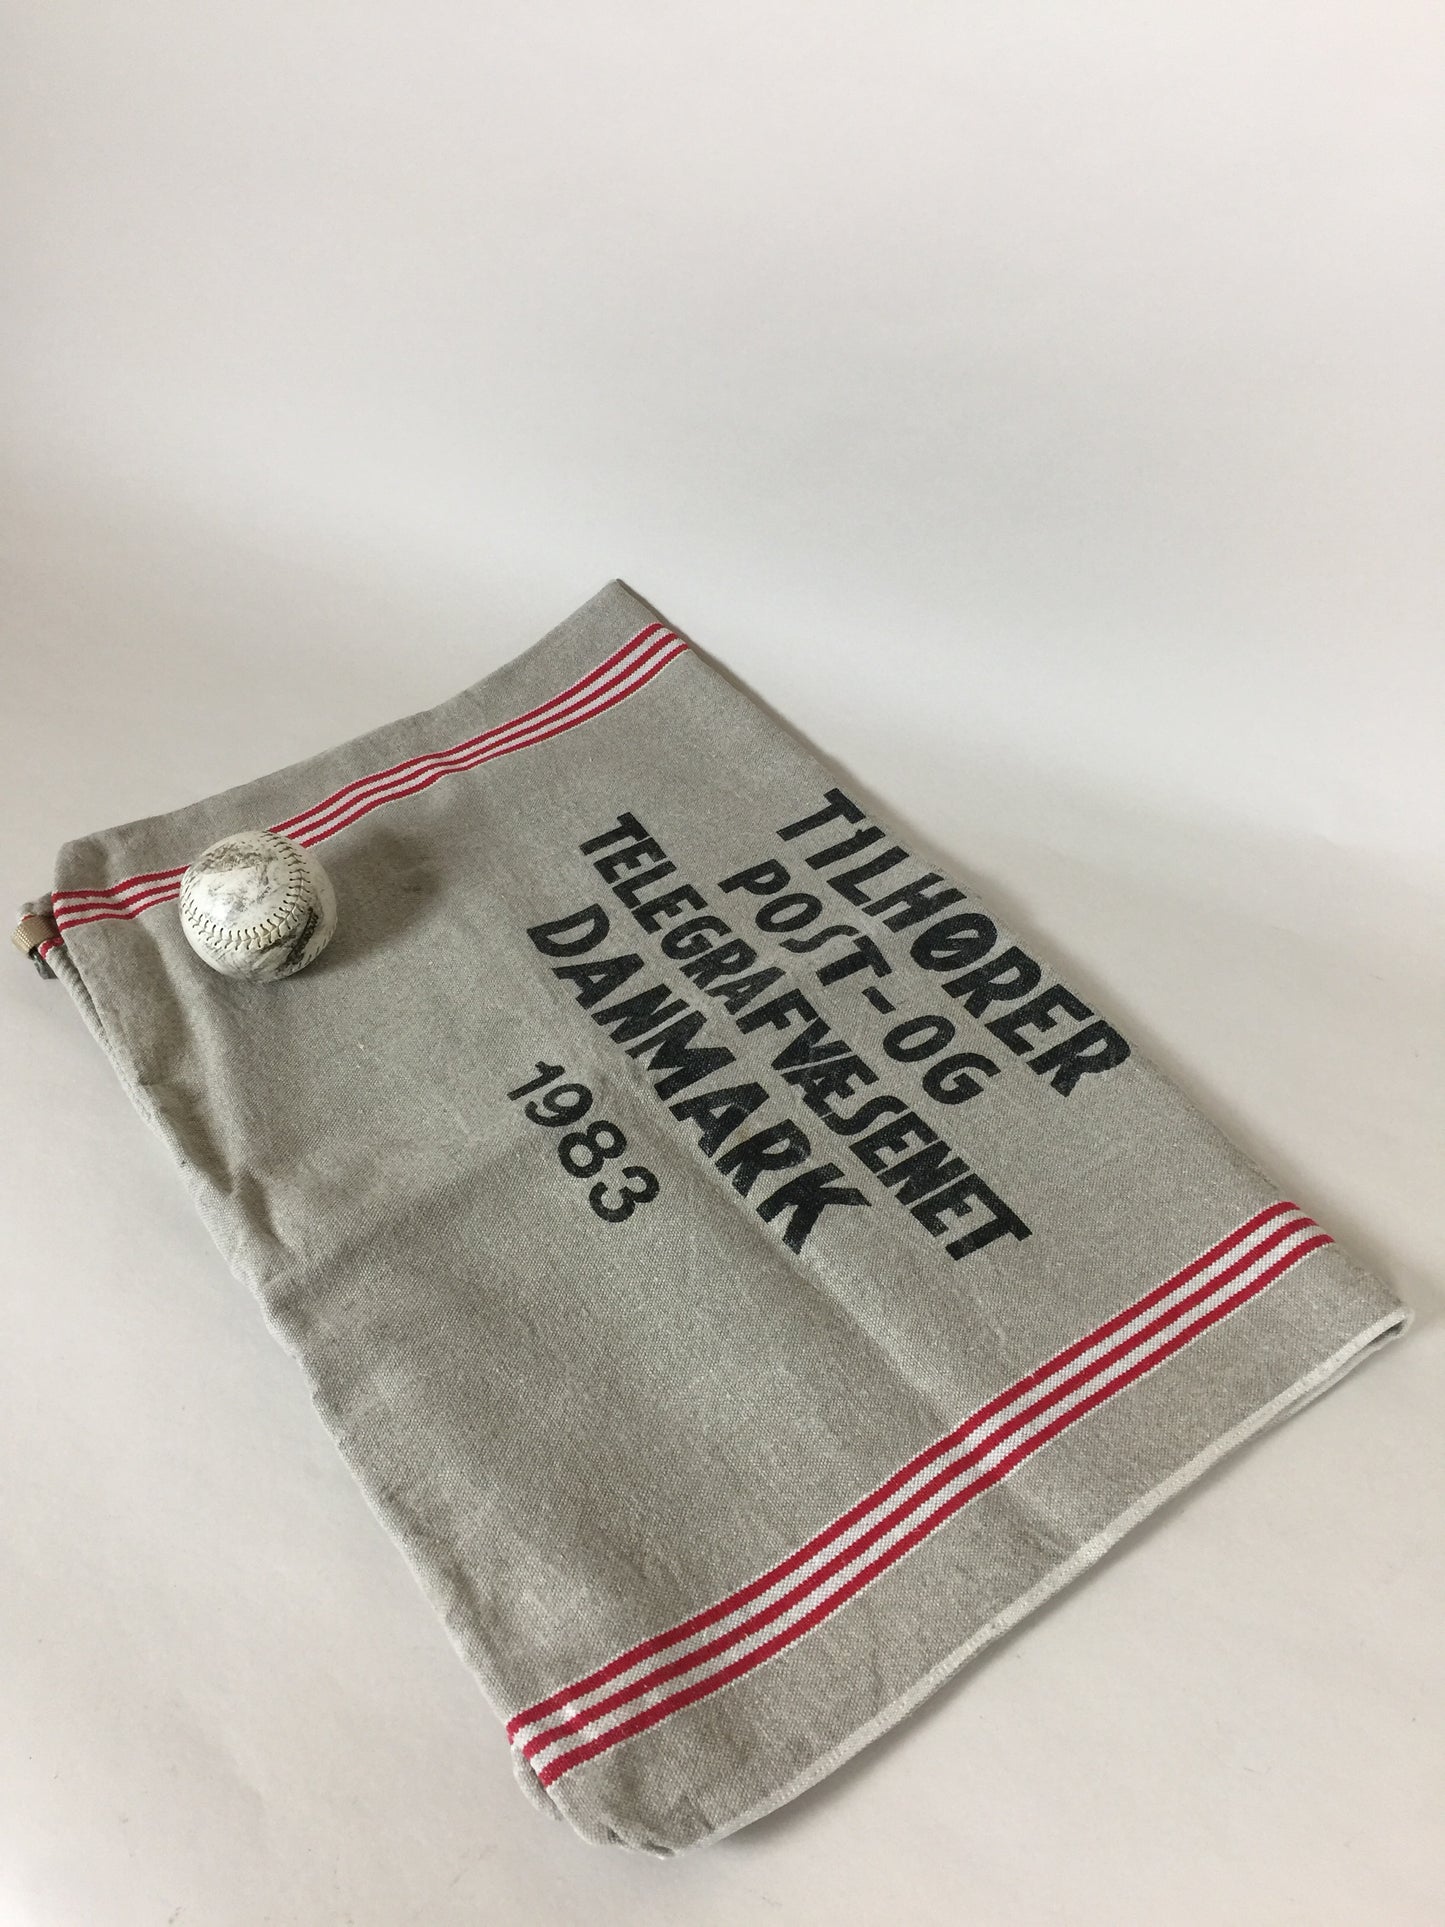 TILHØRER
POST-OG
TELEGRAFVÆSENET
DANMARK
1983